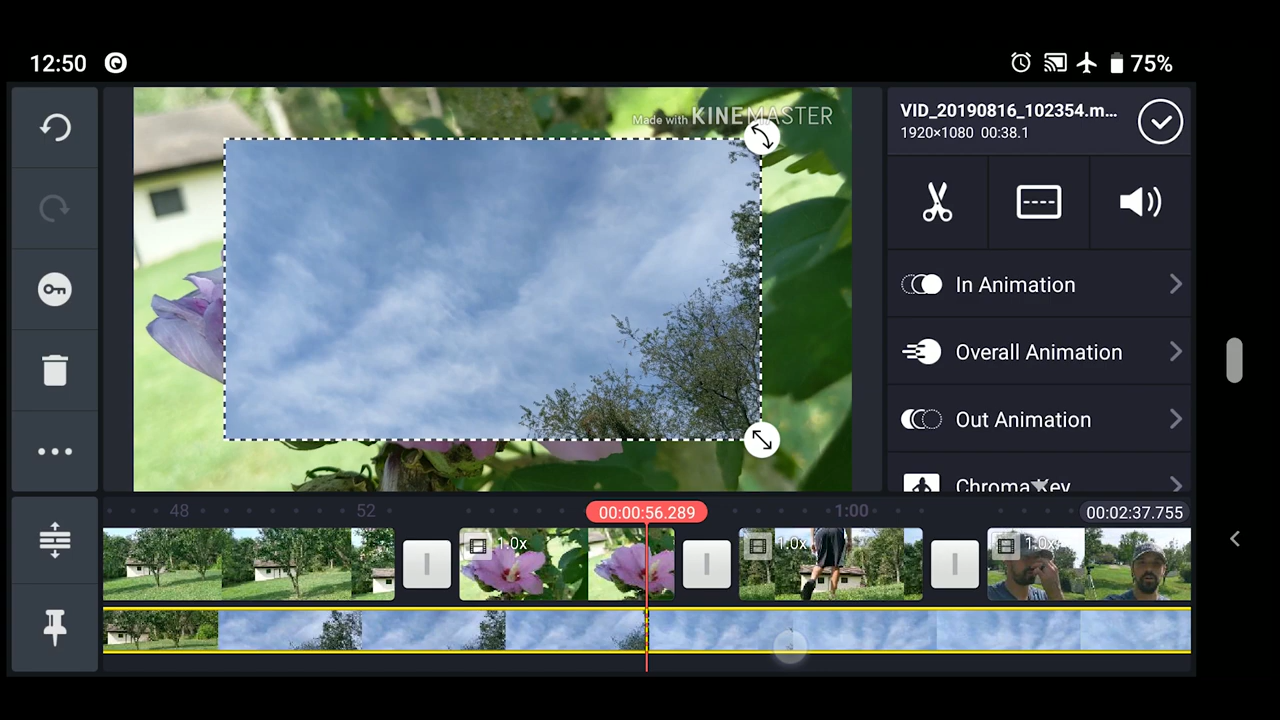 12:50
75%
Made with KINEMASTER
VID_20190816_102354.m...
1920×1080 00:38.1
In Animation
Overall Animation
Out Animation
Chroma Key
48
52
00:00:56.289
1:00
00:02:37.755
1.0x
1.0x
1.0x